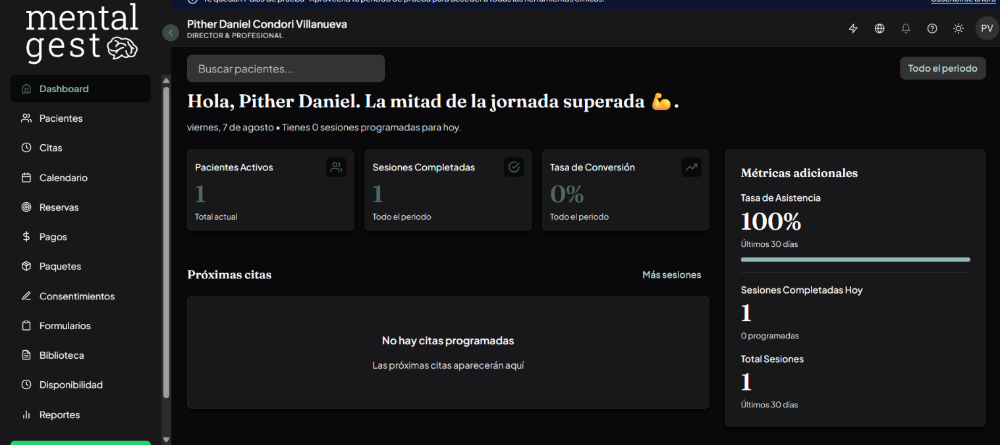 mental
gest
Te quedan 7 días de prueba
Aprovecha tu periodo de prueba para acceder a todas las herramientas clínicas.
Suscribirse ahora
Pither Daniel Condori Villanueva
DIRECTOR & PROFESIONAL
PV
Dashboard
Pacientes
Citas
Calendario
Reservas
Pagos
Paquetes
Consentimientos
Formularios
Biblioteca
Disponibilidad
Reportes
Buscar pacientes...
Todo el periodo
Hola, Pither Daniel. La mitad de la jornada superada 💪.
viernes, 7 de agosto • Tienes 0 sesiones programadas para hoy.
Pacientes Activos
1
Total actual
Sesiones Completadas
1
Todo el periodo
Tasa de Conversión
0%
Todo el periodo
Próximas citas
Más sesiones
No hay citas programadas
Las próximas citas aparecerán aquí
Métricas adicionales
Tasa de Asistencia
100%
Últimos 30 días
Sesiones Completadas Hoy
1
0 programadas
Total Sesiones
1
Últimos 30 días